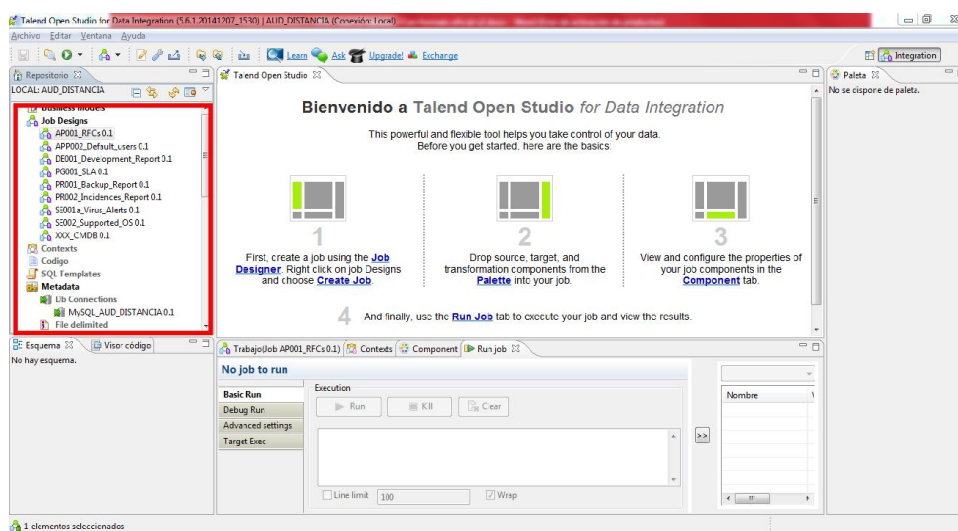 Talend Open Studio for Data Integration (5.6.1.20141207_1530) | AUD_DISTANCIA (Conexión: Local)
Archivo Editar Ventana Ayuda
Learn Ask Upgrade! Exchange
Integration
Repositorio
LOCAL: AUD_DISTANCIA
Business Models
Job Designs
AP001_RFCs 0.1
APP002_Default_users 0.1
DE001_Development_Report 0.1
PG001_SLA 0.1
PR001_Backup_Report 0.1
PR002_Incidences_Report 0.1
SE001a_Virus_Alerts 0.1
SE002_Supported_OS 0.1
XXX_CMDB 0.1
Contexts
Codigo
SQL Templates
Metadata
Db Connections
MySQL_AUD_DISTANCIA 0.1
File delimited
Talend Open Studio
Bienvenido a Talend Open Studio for Data Integration
This powerful and flexible tool helps you take control of your data.
Before you get started, here are the basics:
1
First, create a job using the Job
Designer. Right click on job Designs
and choose Create Job.
2
Drop source, target, and
transformation components from the
Palette into your job.
3
View and configure the properties of
your job components in the
Component tab.
4 And finally, use the Run Job tab to execute your job and view the results.
Paleta
No se dispone de paleta.
Esquema Visor código
No hay esquema.
Trabajo(Job AP001_RFCs 0.1) Contexts Component Run job
No job to run
Basic Run
Debug Run
Advanced settings
Target Exec
Execution
Run Kill Clear
Line limit 100 Wrap
>>
Nombre
1 elementos seleccionados